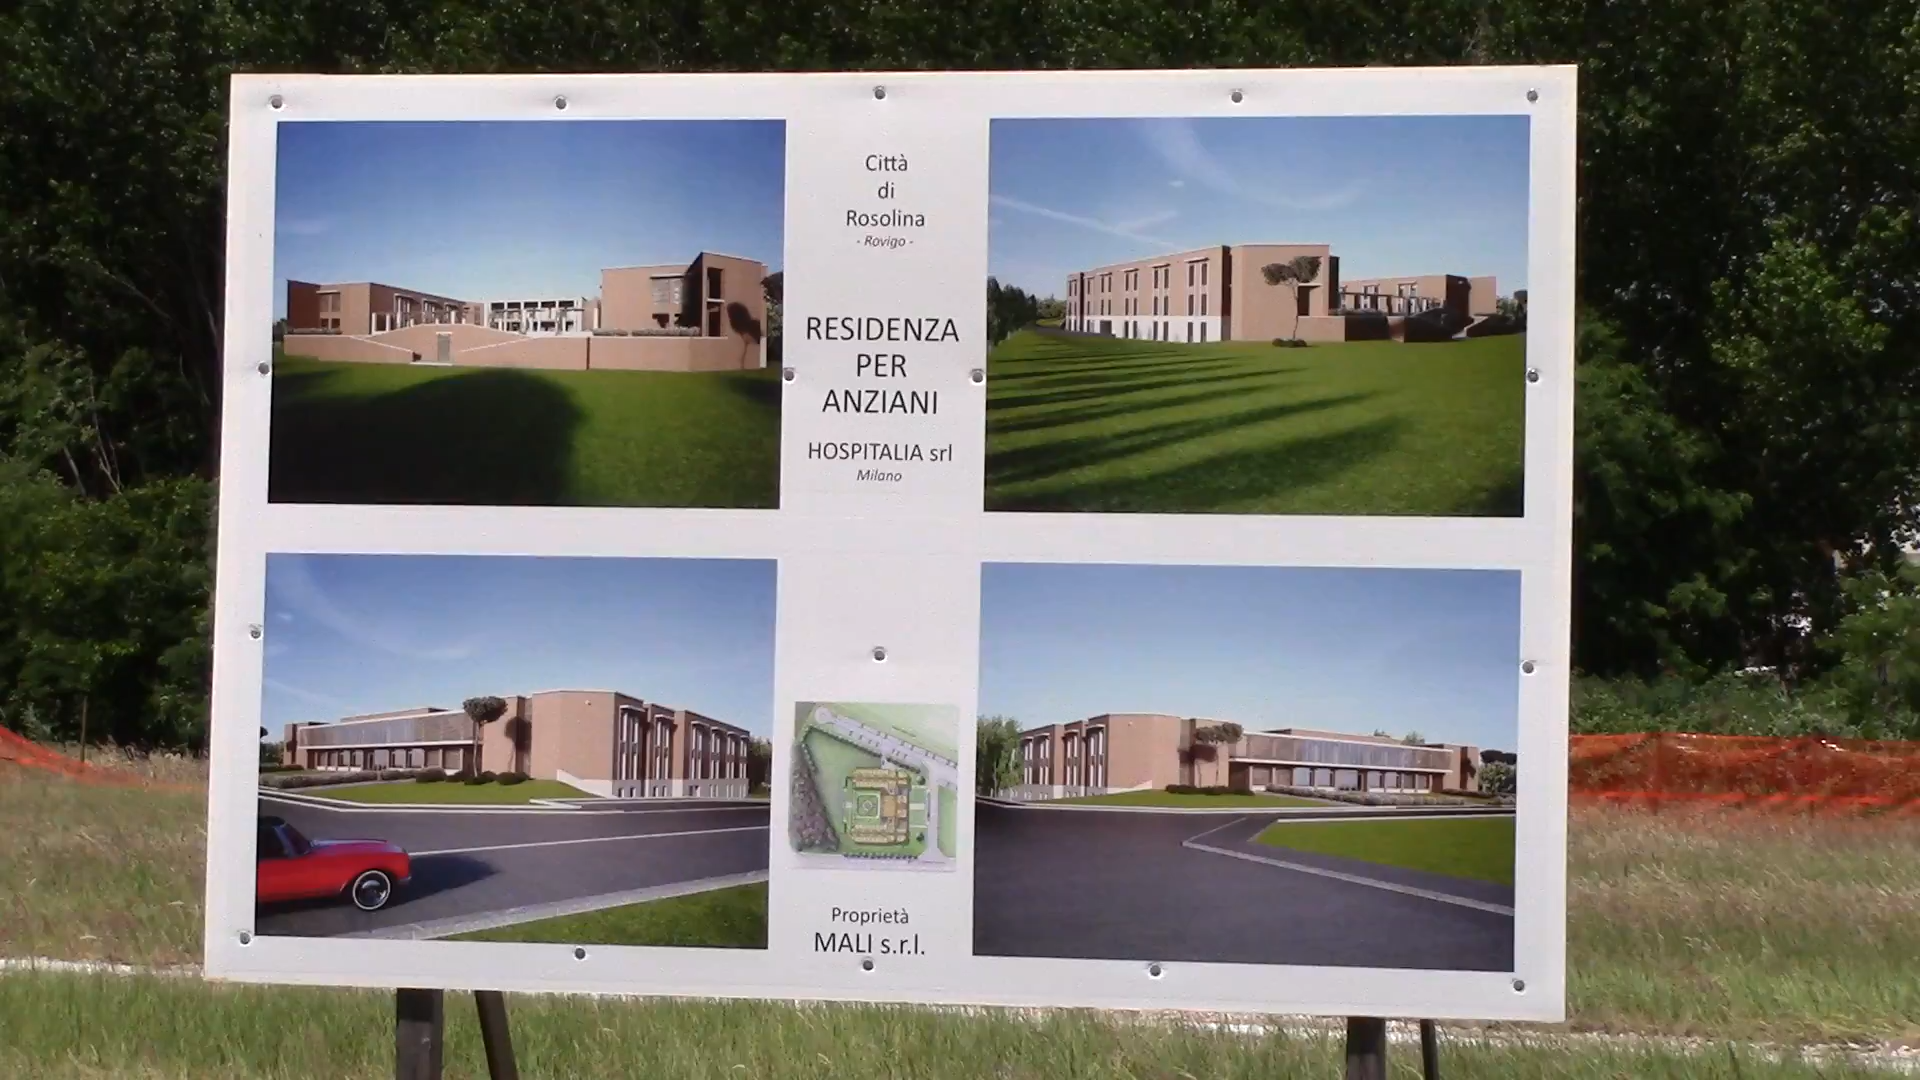 Città
di
Rosolina
- Rovigo -
RESIDENZA
PER
ANZIANI
HOSPITALIA srl
Milano
Proprietà
MALI s.r.l.